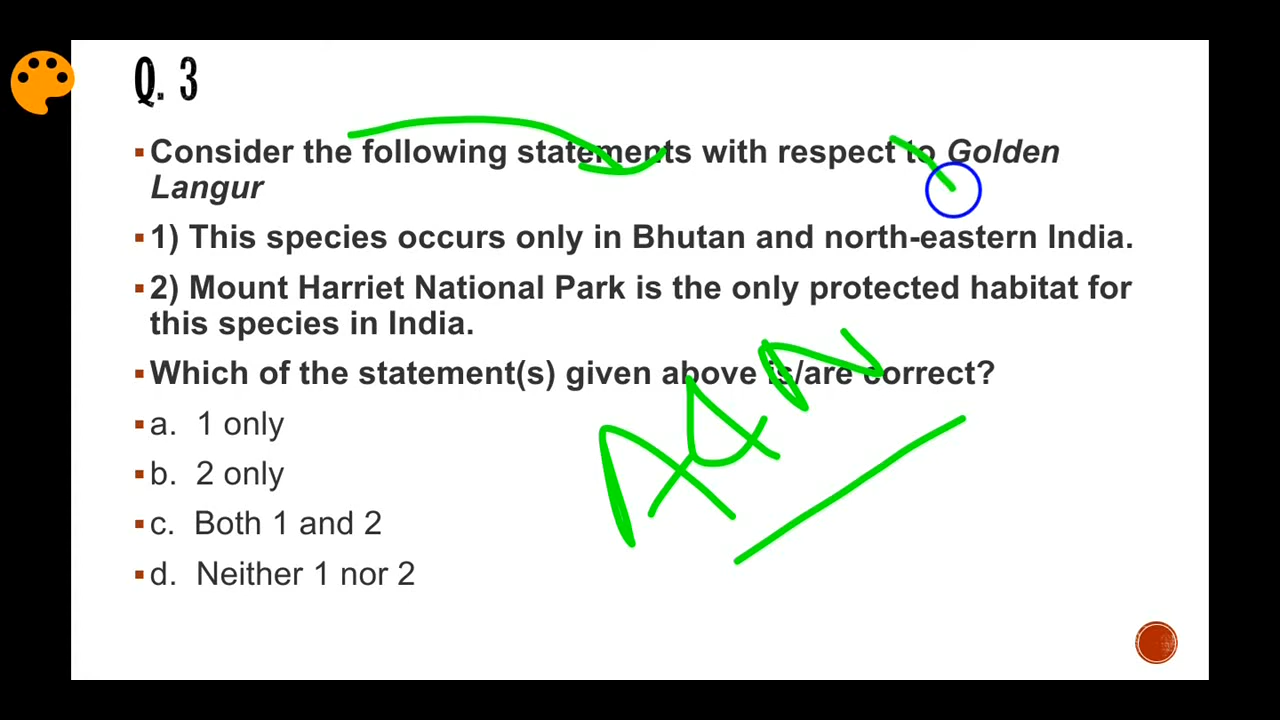 Q. 3
▪Consider the following statements with respect to Golden
Langur
▪1) This species occurs only in Bhutan and north-eastern India.
▪2) Mount Harriet National Park is the only protected habitat for
this species in India.
▪Which of the statement(s) given above is/are correct?
▪a. 1 only
▪b. 2 only
▪c. Both 1 and 2
▪d. Neither 1 nor 2
A&N